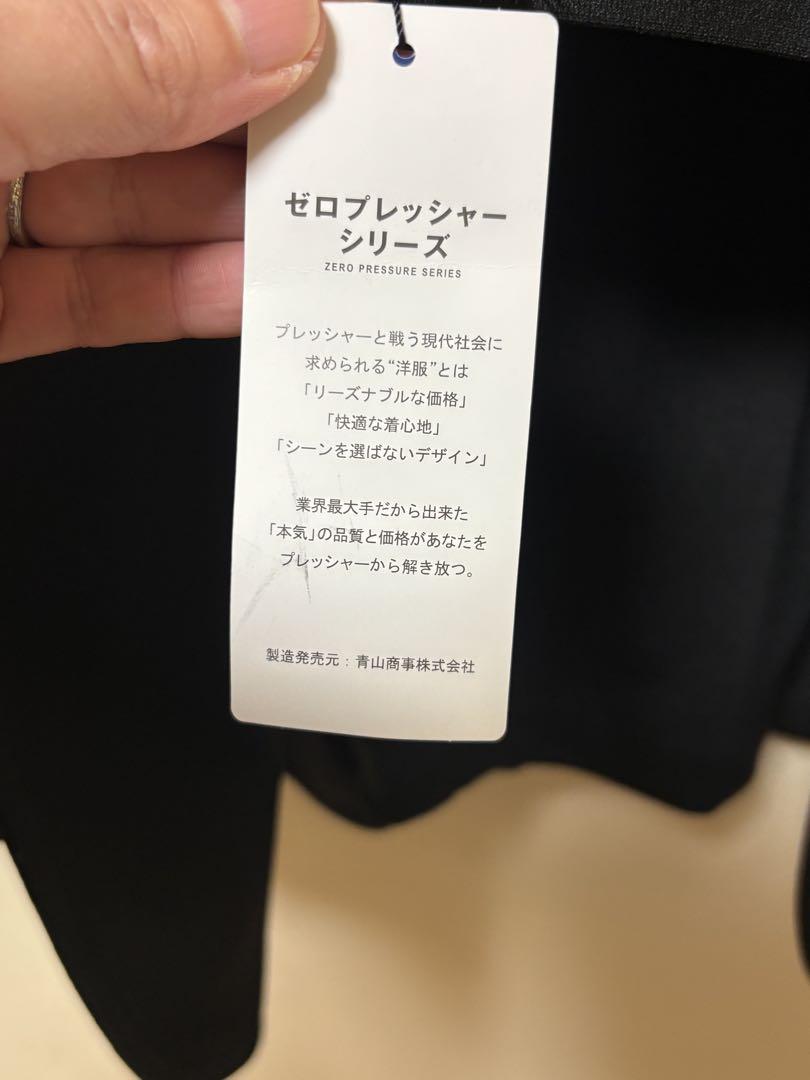 ゼロプレッシャー
シリーズ
ZERO PRESSURE SERIES
プレッシャーと戦う現代社会に
求められる“洋服”とは
「リーズナブルな価格」
「快適な着心地」
「シーンを選ばないデザイン」
業界最大手だから出来た
「本気」の品質と価格があなたを
プレッシャーから解き放つ。
製造発売元：青山商事株式会社